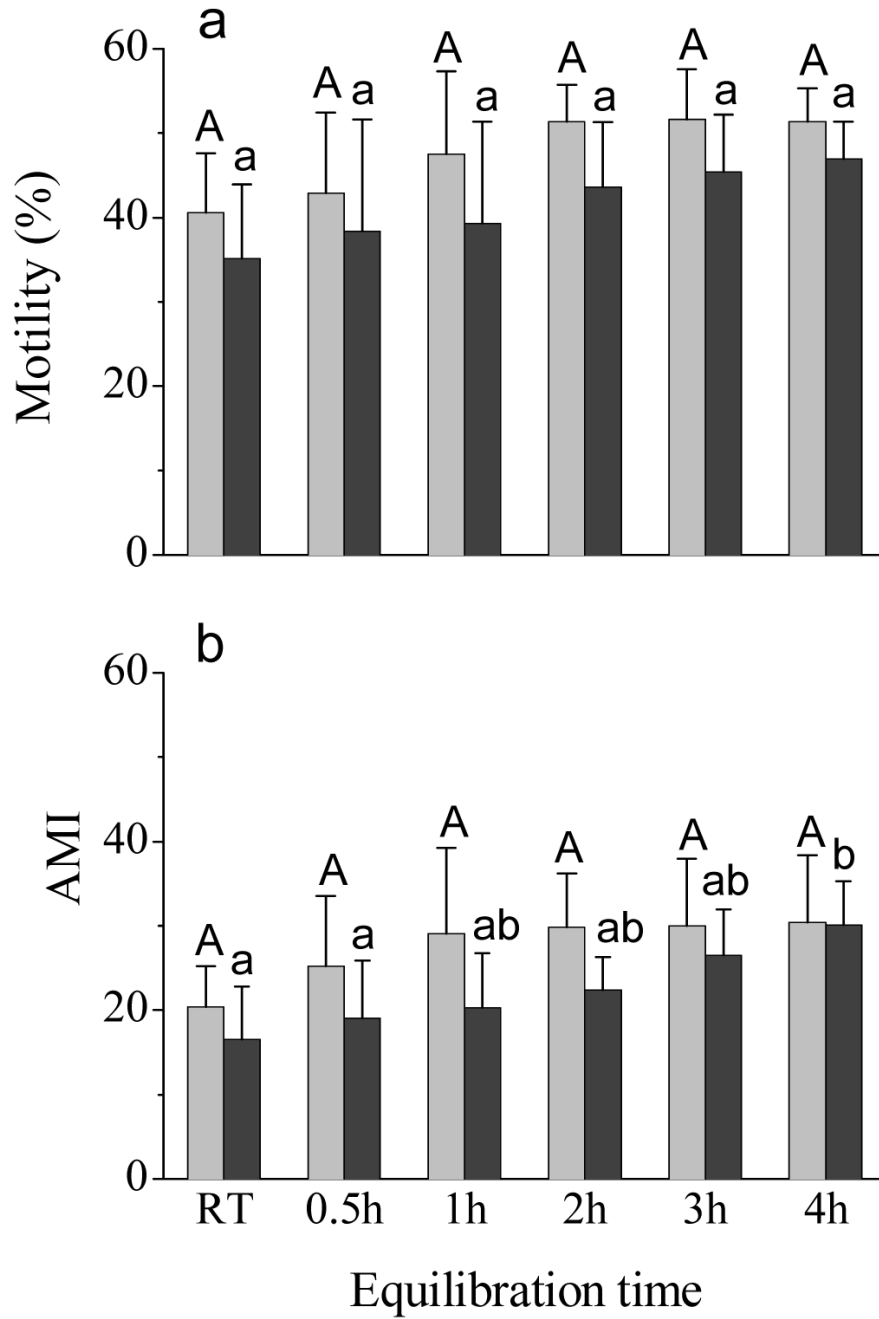 a
Motility (%)
60
40
20
0
A a A a A a A a A a A a
b
AMI
60
40
20
0
A a A a A ab A ab A ab A b
RT 0.5h 1h 2h 3h 4h
Equilibration time